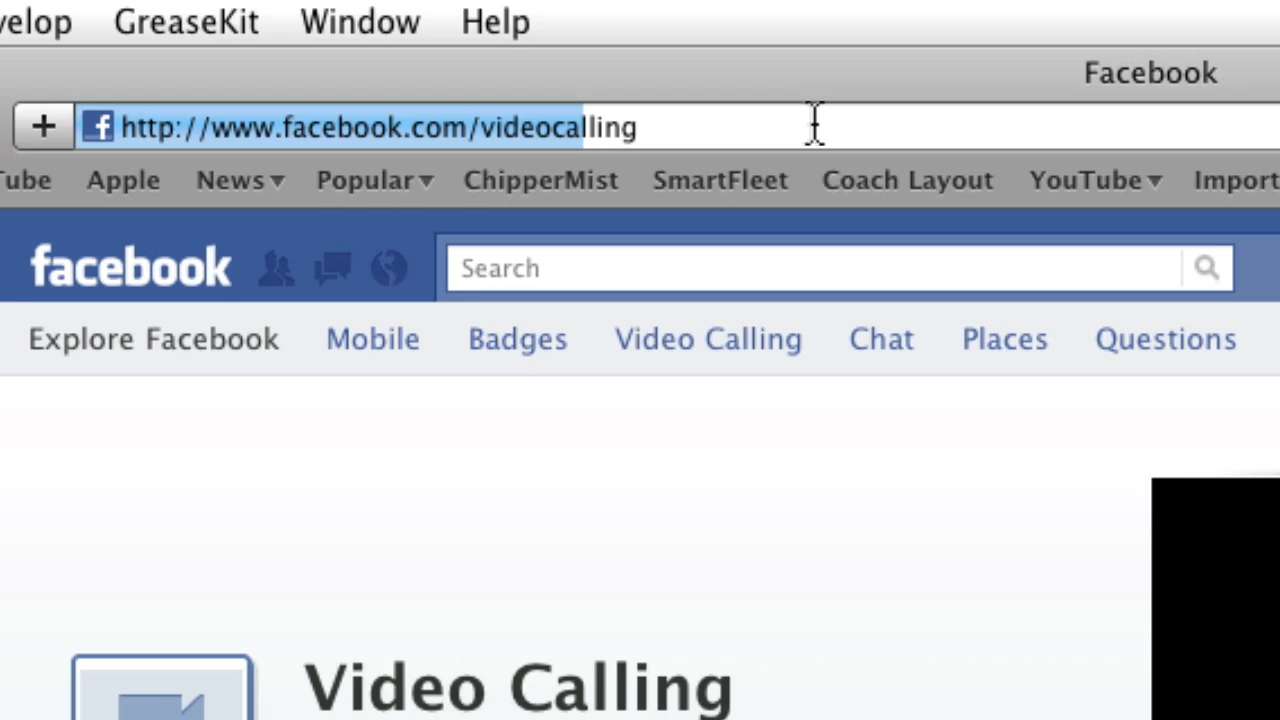 velop GreaseKit Window Help
Facebook
+ http://www.facebook.com/videocalling
Tube Apple News Popular ChipperMist SmartFleet Coach Layout YouTube Import
facebook Search
Explore Facebook Mobile Badges Video Calling Chat Places Questions
Video Calling